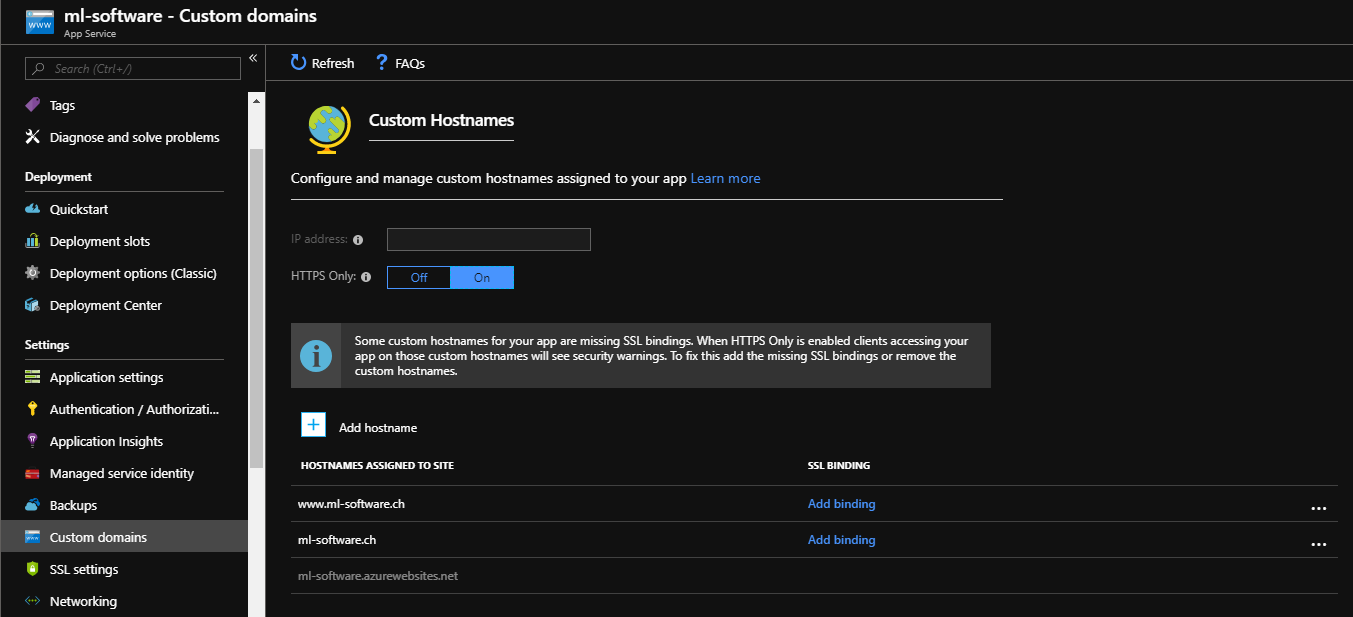 ml-software - Custom domains
App Service
Search (Ctrl+/)
«
Tags
Diagnose and solve problems
Deployment
Quickstart
Deployment slots
Deployment options (Classic)
Deployment Center
Settings
Application settings
Authentication / Authorizati...
Application Insights
Managed service identity
Backups
Custom domains
SSL settings
Networking
Refresh
? FAQs
Custom Hostnames
Configure and manage custom hostnames assigned to your app Learn more
IP address:
HTTPS Only: Off On
Some custom hostnames for your app are missing SSL bindings. When HTTPS Only is enabled clients accessing your
app on those custom hostnames will see security warnings. To fix this add the missing SSL bindings or remove the
custom hostnames.
Add hostname
HOSTNAMES ASSIGNED TO SITE SSL BINDING
www.ml-software.ch Add binding ...
ml-software.ch Add binding ...
ml-software.azurewebsites.net